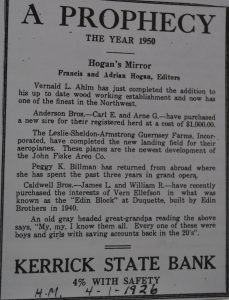 A PROPHECY
THE YEAR 1950
Hogan's Mirror
Francis and Adrian Hogan, Editors
Vernald L. Ahlm has just completed the addition to
his up to date wood working establishment and now has
one of the finest in the Northwest.
Anderson Bros.—Carl E. and Arne G.—have purchased
a new sire for their registered herd at a cost of $1,000.00.
The Leslie-Sheldon-Armstrong Guernsey Farms, Incor-
porated, have completed the new landing field for their
aeroplanes. These planes are the newest development of
the John Fiske Areo Co.
Peggy K. Billman has returned from abroad where
she has spent the past three years in grand opera.
Caldwell Bros.—James L. and William R.—have recently
purchased the interests of Vern Ellefson in what was
known as the "Edin Block" at Duquette, built by Edin
Brothers in 1940.
An old gray headed great-grandpa reading the above
says, "My, my. I know them all. Every one of these were
boys and girls with saving accounts back in the 20's".
KERRICK STATE BANK
4% WITH SAFETY
H.M. 4-1-1926